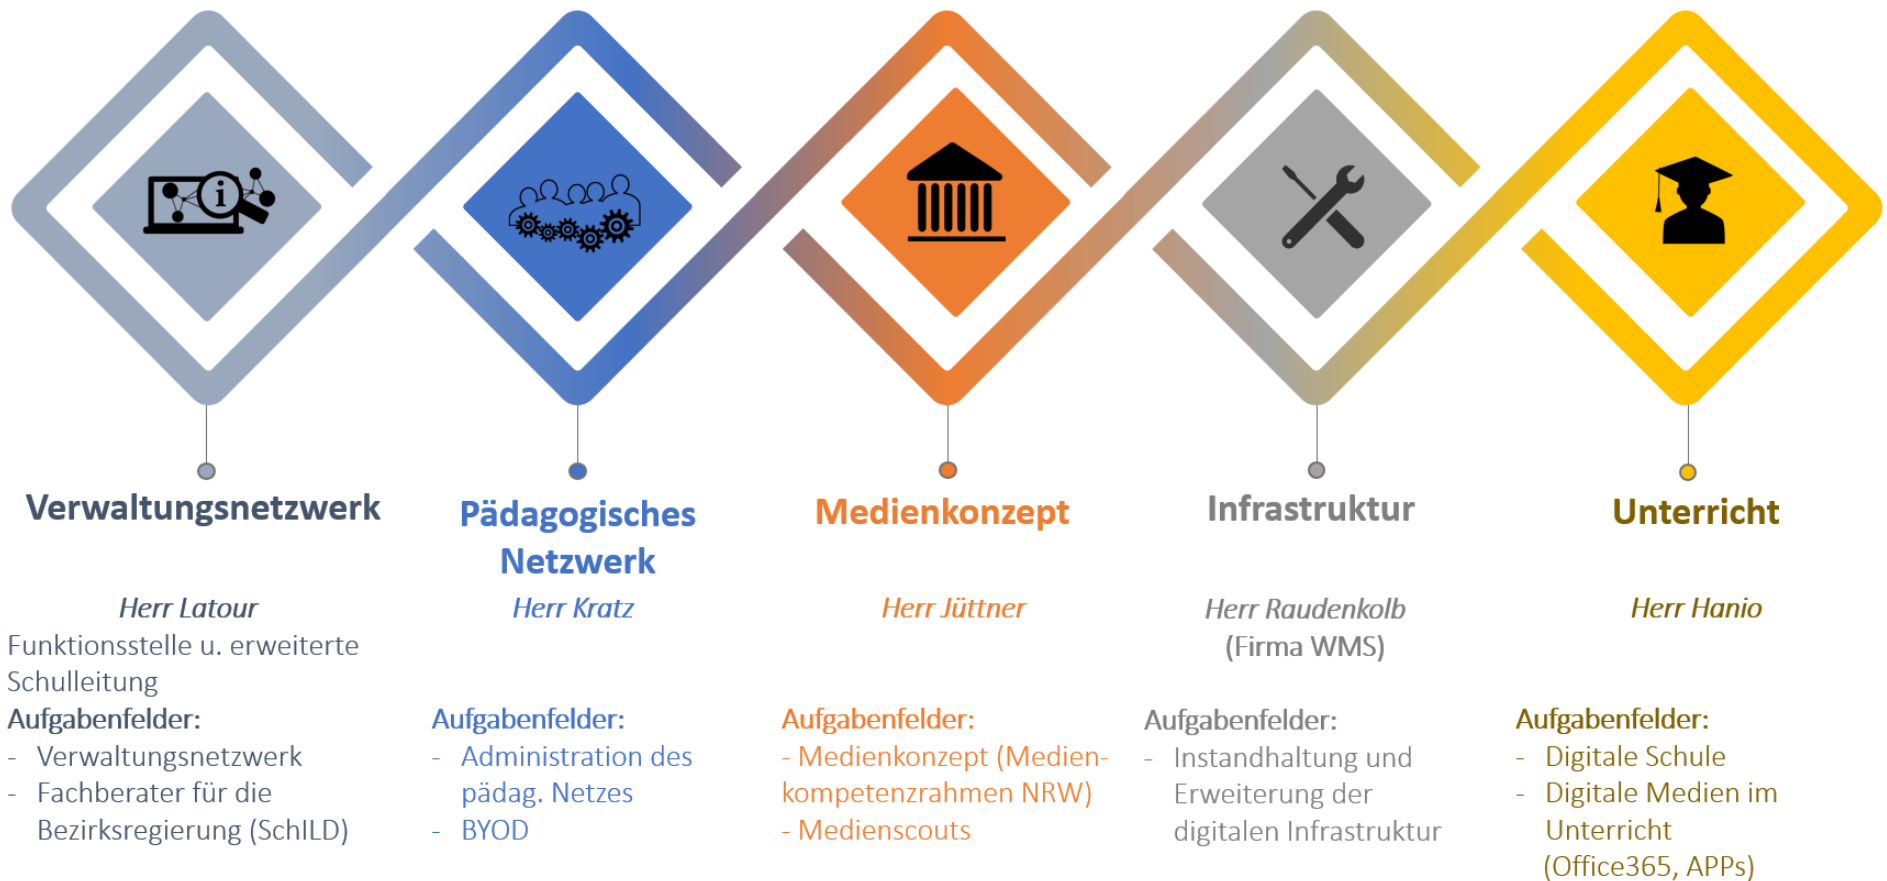 i
Verwaltungsnetzwerk
Herr Latour
Funktionsstelle u. erweiterte
Schulleitung
Aufgabenfelder:
- Verwaltungsnetzwerk
- Fachberater für die
Bezirksregierung (SchILD)
Pädagogisches
Netzwerk
Herr Kratz
Aufgabenfelder:
- Administration des
pädag. Netzes
- BYOD
Medienkonzept
Herr Jüttner
Aufgabenfelder:
- Medienkonzept (Medien-
kompetenzrahmen NRW)
- Medienscouts
Infrastruktur
Herr Raudenkolb
(Firma WMS)
Aufgabenfelder:
- Instandhaltung und
Erweiterung der
digitalen Infrastruktur
Unterricht
Herr Hanio
Aufgabenfelder:
- Digitale Schule
- Digitale Medien im
Unterricht
(Office365, APPs)